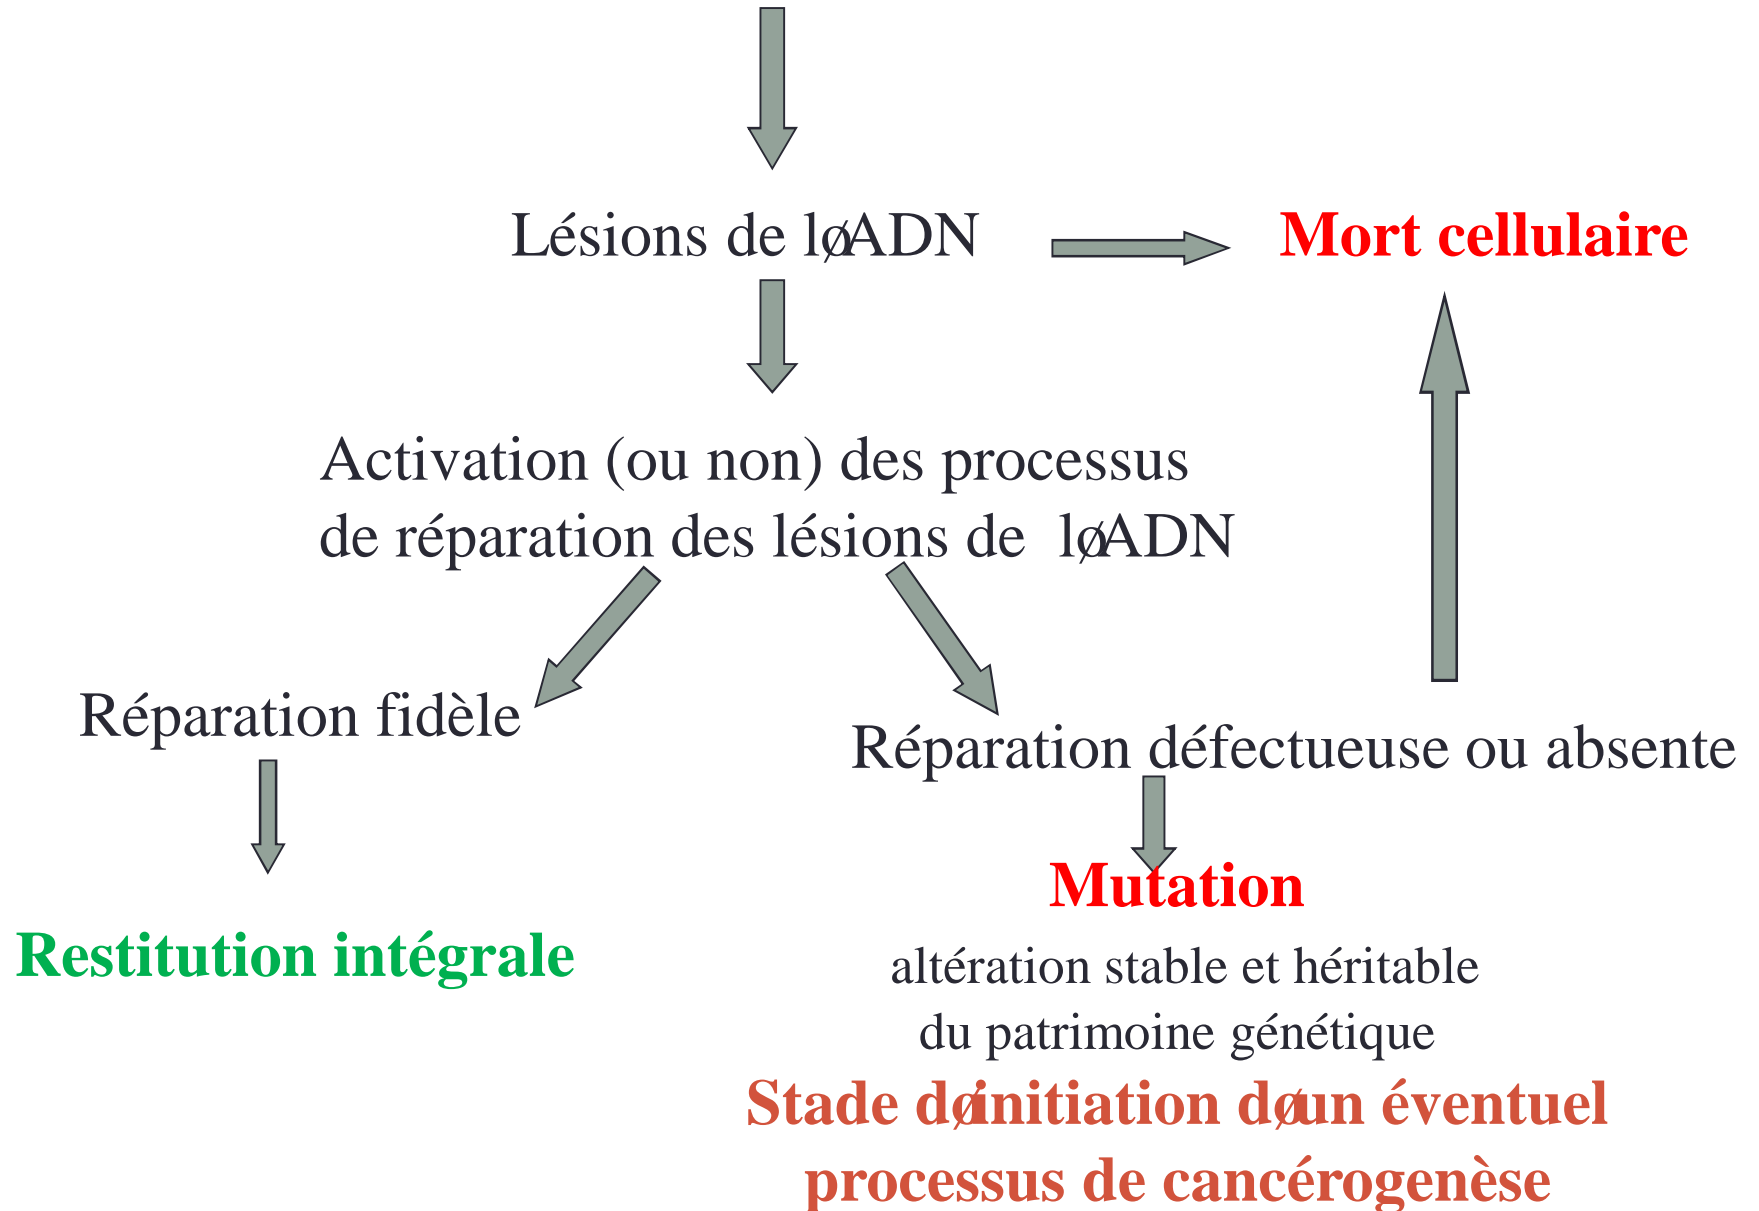 Lésions de løADN
Mort cellulaire
Activation (ou non) des processus
de réparation des lésions de løADN
Réparation fidèle
Réparation défectueuse ou absente
Mutation
Restitution intégrale
altération stable et héritable
du patrimoine génétique
Stade døinitiation døun éventuel
processus de cancérogenèse